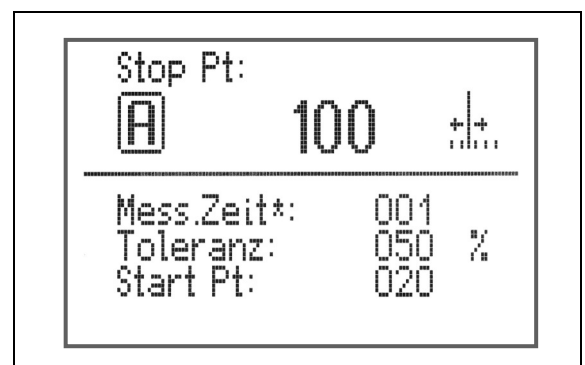 Stop Pt:
A 100
Mess.Zeit*: 001
Toleranz: 050 %
Start Pt: 020